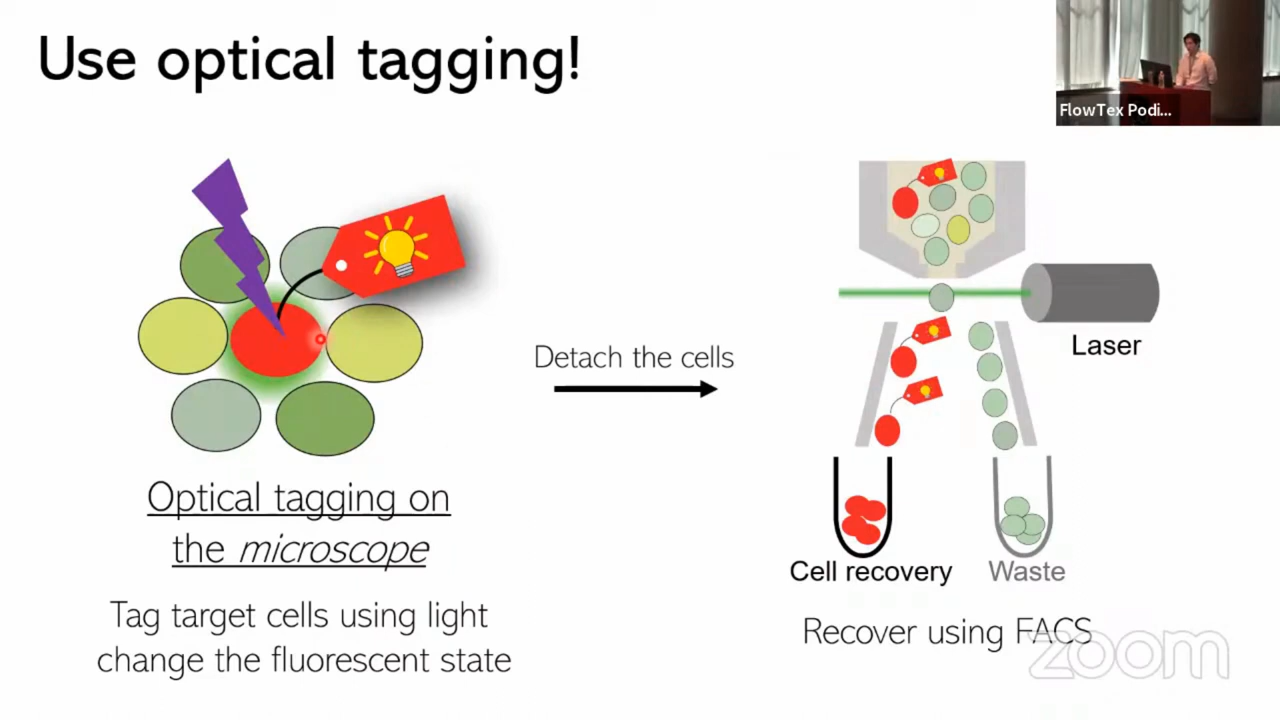 Use optical tagging!
FlowTex Podi...
Detach the cells
Laser
Optical tagging on
the microscope
Tag target cells using light
change the fluorescent state
Cell recovery
Waste
Recover using FACS
zoom